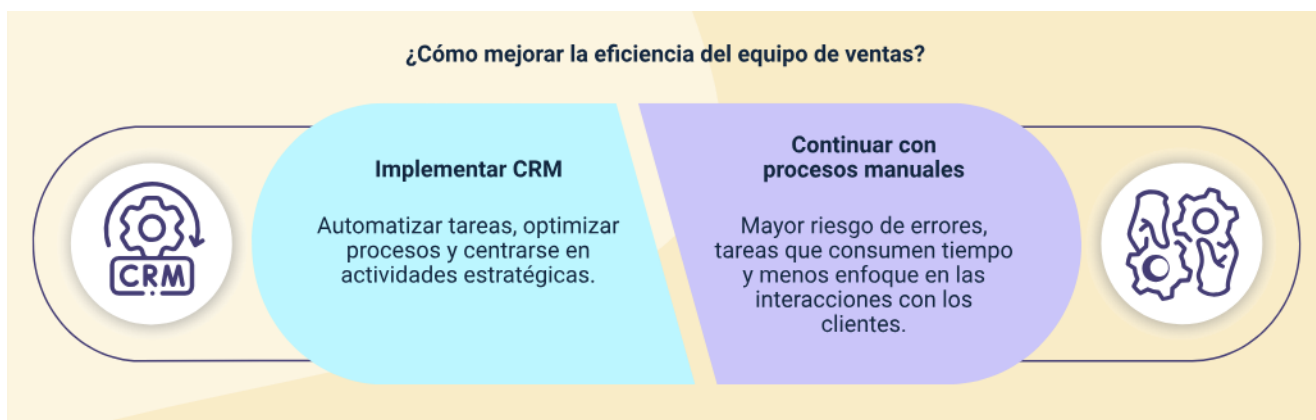 ¿Cómo mejorar la eficiencia del equipo de ventas?
CRM
Implementar CRM
Automatizar tareas, optimizar
procesos y centrarse en
actividades estratégicas.
Continuar con
procesos manuales
Mayor riesgo de errores,
tareas que consumen tiempo
y menos enfoque en las
interacciones con los
clientes.